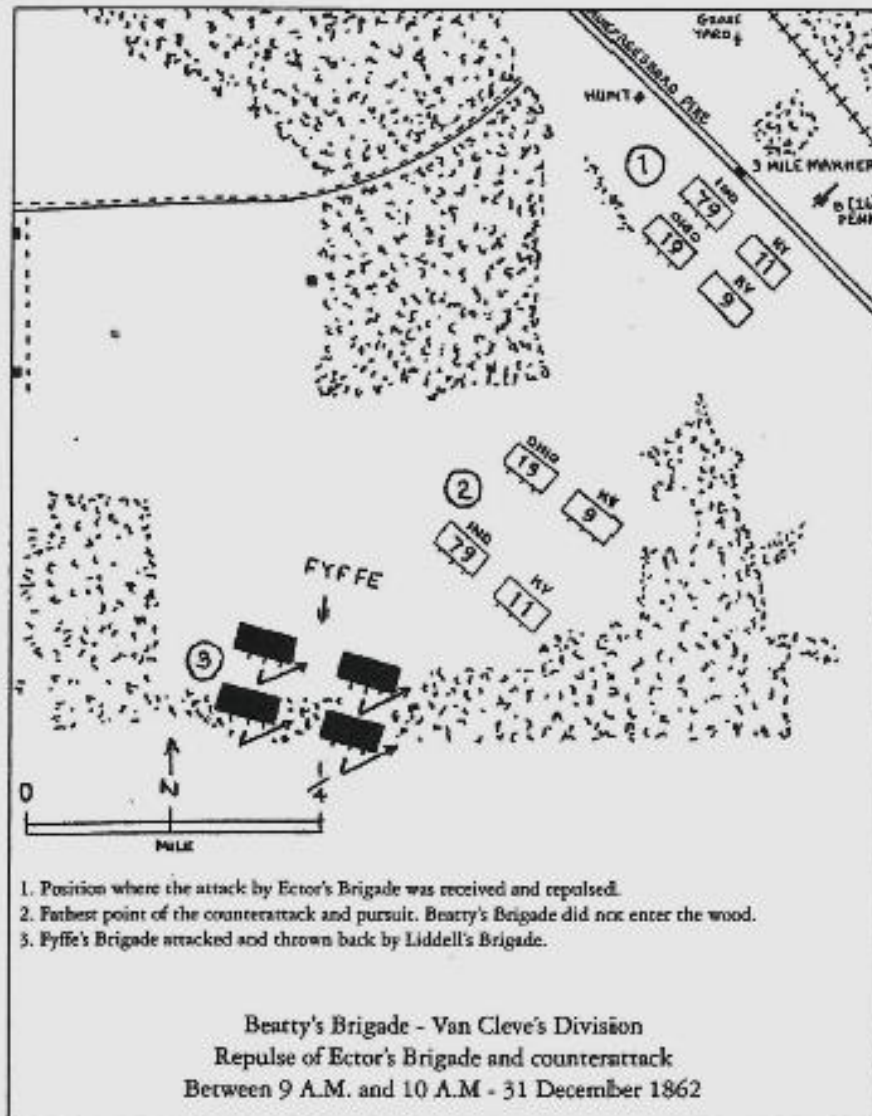 GRAVE
YARD
MURFREESBORO PIKE
HUNT
3 MILE MARKER
1
IND
79
OHIO
19
KY
11
KY
9
B [26
PENN
OHIO
19
2
KY
9
IND
79
KY
11
FYFFE
3
0
N
1/4
MILE
1. Position where the attack by Ector's Brigade was received and repulsed.
2. Fathest point of the counterattack and pursuit. Beatty's Brigade did not enter the wood.
3. Fyffe's Brigade attacked and thrown back by Liddell's Brigade.
Beatty's Brigade - Van Cleve's Division
Repulse of Ector's Brigade and counterattack
Between 9 A.M. and 10 A.M - 31 December 1862